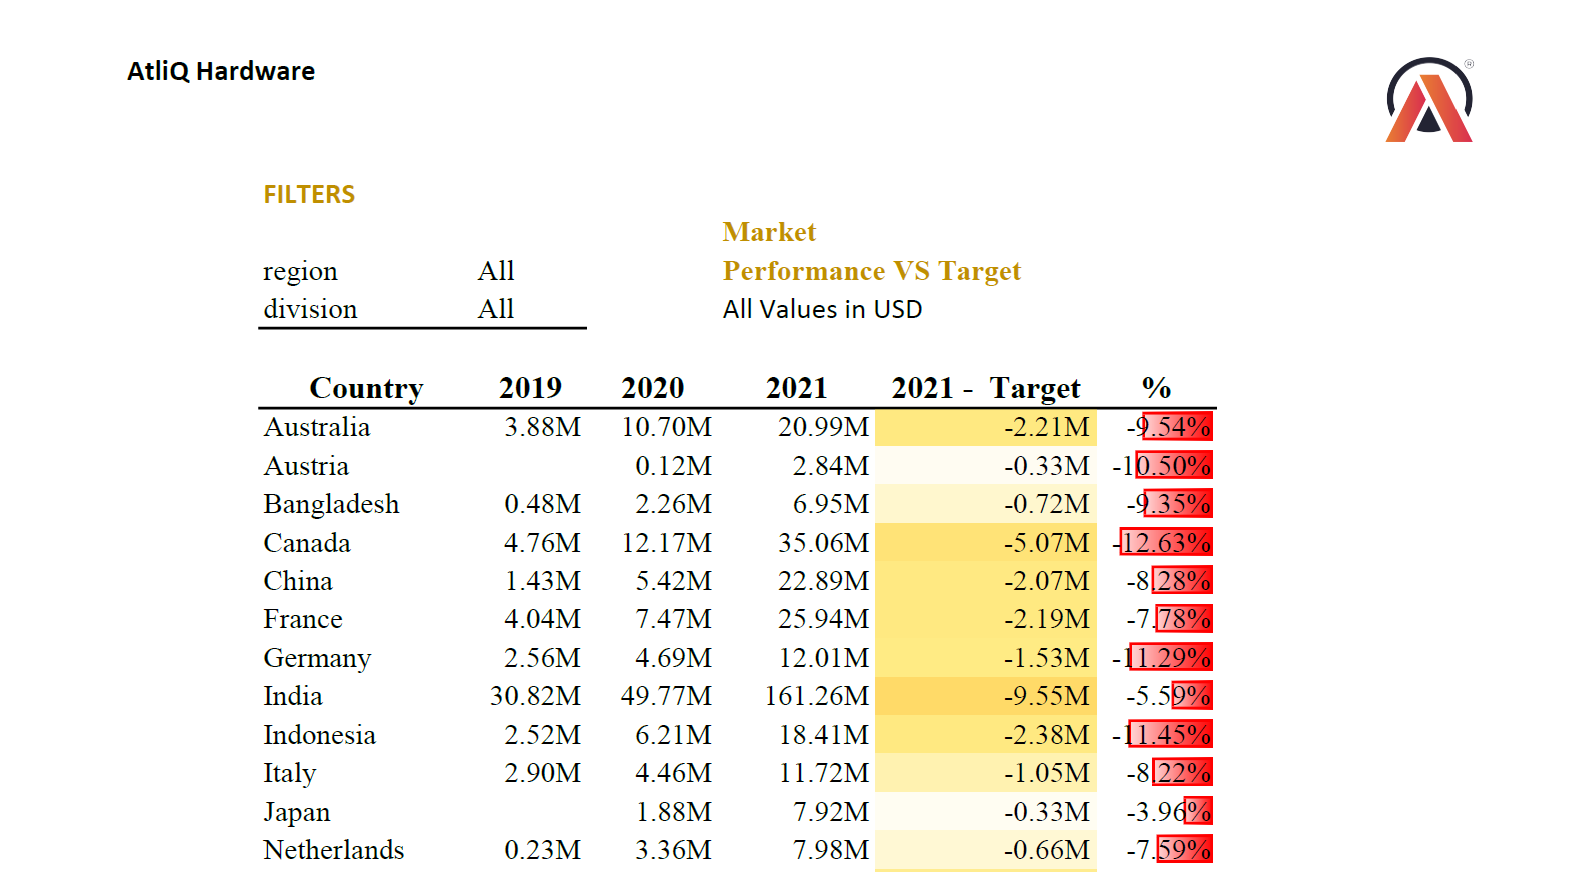 AtliQ Hardware
®
FILTERS
Market
region All Performance VS Target
division All All Values in USD
Country 2019 2020 2021 2021 - Target %
Australia 3.88M 10.70M 20.99M -2.21M -9.54%
Austria 0.12M 2.84M -0.33M -10.50%
Bangladesh 0.48M 2.26M 6.95M -0.72M -9.35%
Canada 4.76M 12.17M 35.06M -5.07M -12.63%
China 1.43M 5.42M 22.89M -2.07M -8.28%
France 4.04M 7.47M 25.94M -2.19M -7.78%
Germany 2.56M 4.69M 12.01M -1.53M -11.29%
India 30.82M 49.77M 161.26M -9.55M -5.59%
Indonesia 2.52M 6.21M 18.41M -2.38M -11.45%
Italy 2.90M 4.46M 11.72M -1.05M -8.22%
Japan 1.88M 7.92M -0.33M -3.96%
Netherlands 0.23M 3.36M 7.98M -0.66M -7.59%